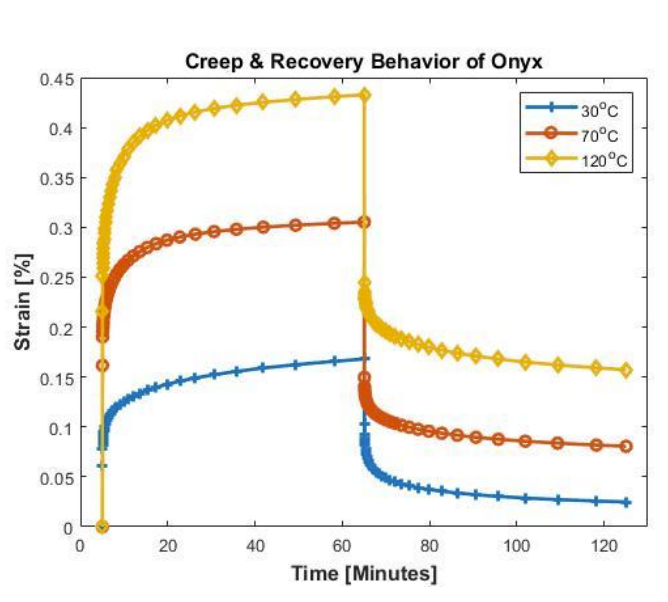 Creep & Recovery Behavior of Onyx
30°C
70°C
120°C
Strain [%]
0.45
0.4
0.35
0.3
0.25
0.2
0.15
0.1
0.05
0
0 20 40 60 80 100 120
Time [Minutes]